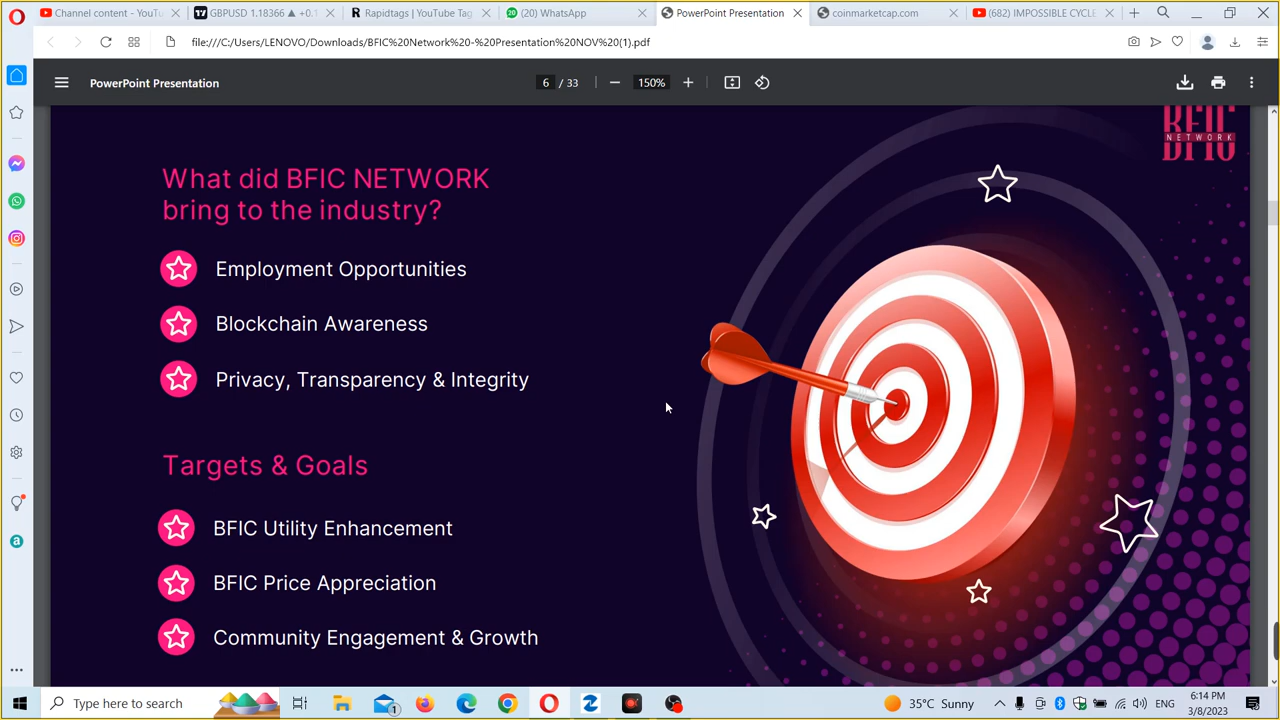 Channel content - YouTu
GBPUSD 1.18366 ▲ +0.1
Rapidtags | YouTube Tag
(20) WhatsApp
PowerPoint Presentation
coinmarketcap.com
(682) IMPOSSIBLE CYCLE
file:///C:/Users/LENOVO/Downloads/BFIC%20Network%20-%20Presentation%20NOV%20(1).pdf
PowerPoint Presentation
6 / 33
150%
BFIC
NETWORK
What did BFIC NETWORK
bring to the industry?
Employment Opportunities
Blockchain Awareness
Privacy, Transparency & Integrity
Targets & Goals
BFIC Utility Enhancement
BFIC Price Appreciation
Community Engagement & Growth
Type here to search
1
35°C Sunny
ENG
6:14 PM
3/8/2023